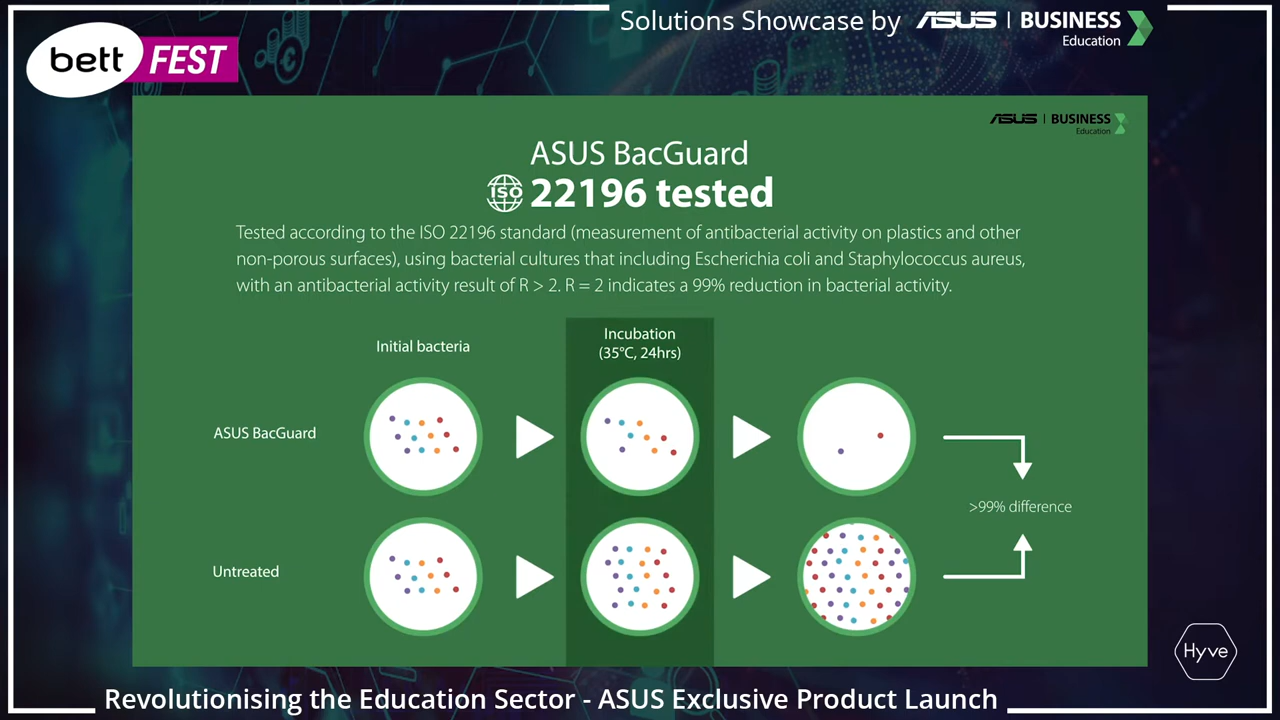 Solutions Showcase by ASUS | BUSINESS
Education
bett FEST
ASUS | BUSINESS
Education
ASUS BacGuard
ISO 22196 tested
Tested according to the ISO 22196 standard (measurement of antibacterial activity on plastics and other
non-porous surfaces), using bacterial cultures that including Escherichia coli and Staphylococcus aureus,
with an antibacterial activity result of R > 2. R = 2 indicates a 99% reduction in bacterial activity.
Initial bacteria
Incubation
(35°C, 24hrs)
ASUS BacGuard
>99% difference
Untreated
Hyve
Revolutionising the Education Sector - ASUS Exclusive Product Launch